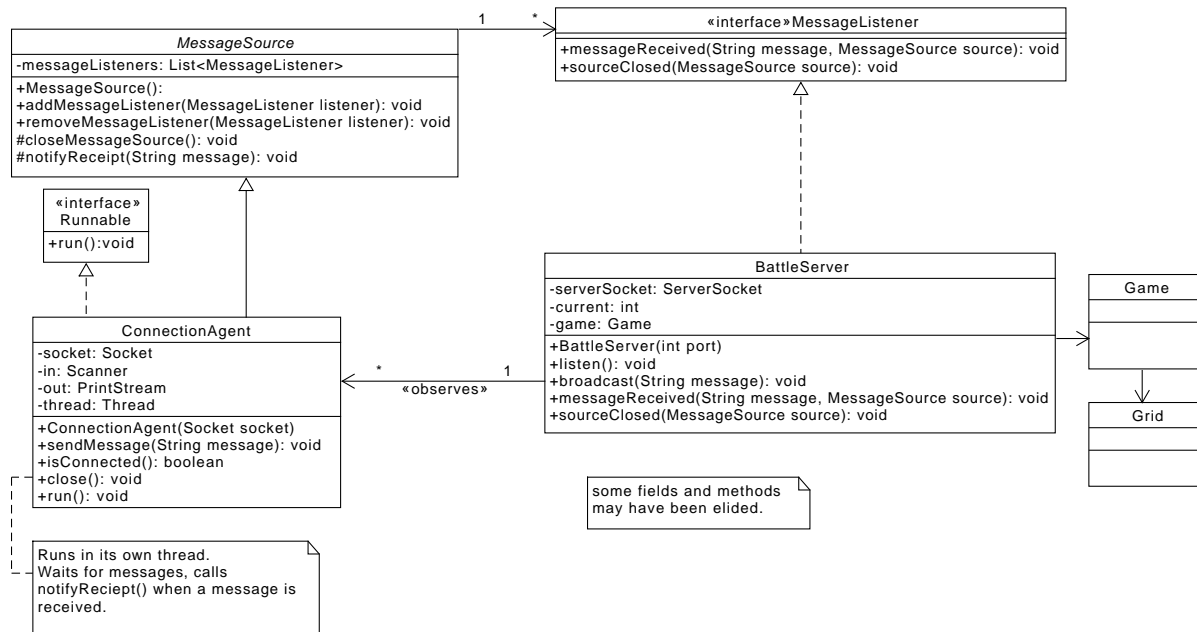 MessageSource
-messageListeners: List<MessageListener>
+MessageSource():
+addMessageListener(MessageListener listener): void
+removeMessageListener(MessageListener listener): void
#closeMessageSource(): void
#notifyReceipt(String message): void
1
*
«interface»MessageListener
+messageReceived(String message, MessageSource source): void
+sourceClosed(MessageSource source): void
«interface»
Runnable
+run():void
ConnectionAgent
-socket: Socket
-in: Scanner
-out: PrintStream
-thread: Thread
+ConnectionAgent(Socket socket)
+sendMessage(String message): void
+isConnected(): boolean
+close(): void
+run(): void
*
1
«observes»
BattleServer
-serverSocket: ServerSocket
-current: int
-game: Game
+BattleServer(int port)
+listen(): void
+broadcast(String message): void
+messageReceived(String message, MessageSource source): void
+sourceClosed(MessageSource source): void
Game
Grid
some fields and methods
may have been elided.
Runs in its own thread.
Waits for messages, calls
notifyReciept() when a message is
received.